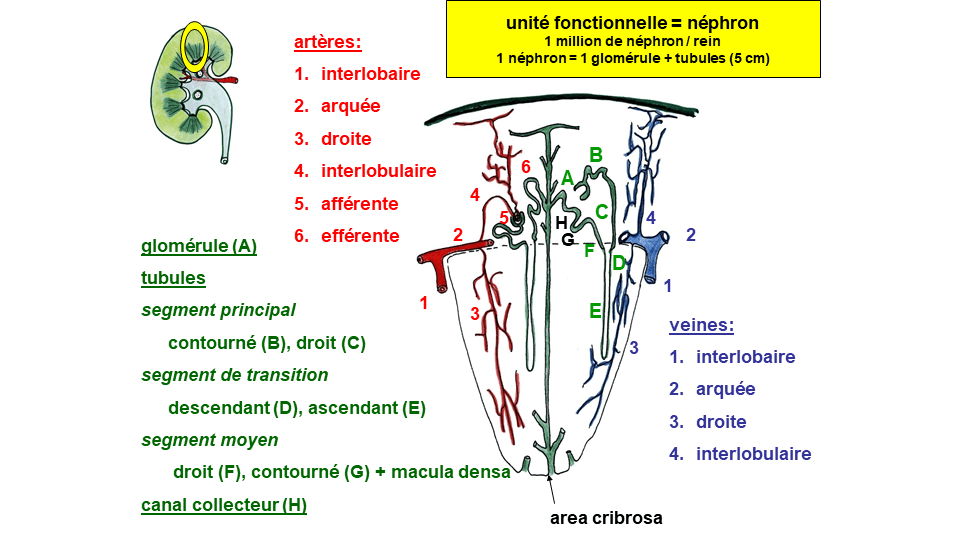 unité fonctionnelle = néphron
1 million de néphron / rein
1 néphron = 1 glomérule + tubules (5 cm)
artères:
1. interlobaire
2. arquée
3. droite
4. interlobulaire
5. afférente
6. efférente
glomérule (A)
tubules
segment principal
contourné (B), droit (C)
segment de transition
descendant (D), ascendant (E)
segment moyen
droit (F), contourné (G) + macula densa
canal collecteur (H)
6
A
B
4
5
H
C
4
2
G
F
D
2
1
3
E
1
3
veines:
1. interlobaire
2. arquée
3. droite
4. interlobulaire
area cribrosa